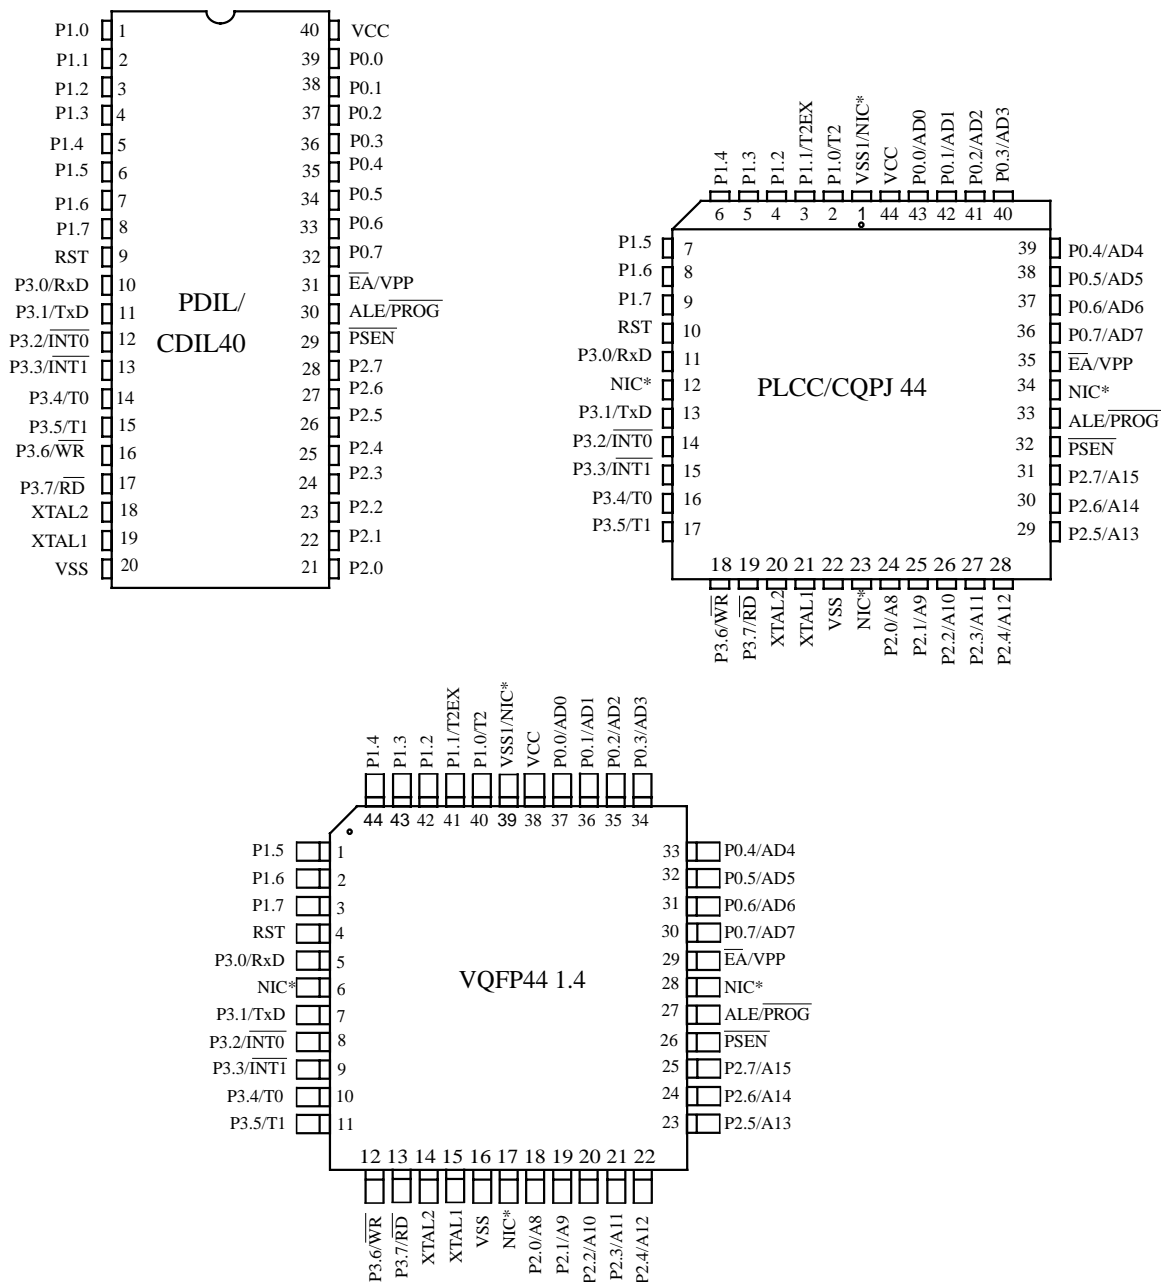 P1.0 1 40 VCC
P1.1 2 39 P0.0
P1.2 3 38 P0.1
P1.3 4 37 P0.2
P1.4 5 36 P0.3
P1.5 6 35 P0.4
P1.6 7 34 P0.5
P1.7 8 33 P0.6
RST 9 32 P0.7
P3.0/RxD 10 31 E̅A̅/VPP
P3.1/TxD 11 30 ALE/P̅R̅O̅G̅
P3.2/I̅N̅T̅0̅ 12 29 P̅S̅E̅N̅
P3.3/I̅N̅T̅1̅ 13 28 P2.7
P3.4/T0 14 27 P2.6
P3.5/T1 15 26 P2.5
P3.6/W̅R̅ 16 25 P2.4
P3.7/R̅D̅ 17 24 P2.3
XTAL2 18 23 P2.2
XTAL1 19 22 P2.1
VSS 20 21 P2.0
PDIL/
CDIL40
P1.4 P1.3 P1.2 P1.1/T2EX P1.0/T2 VSS1/NIC* VCC P0.0/AD0 P0.1/AD1 P0.2/AD2 P0.3/AD3
6 5 4 3 2 1 44 43 42 41 40
P1.5 7 39 P0.4/AD4
P1.6 8 38 P0.5/AD5
P1.7 9 37 P0.6/AD6
RST 10 36 P0.7/AD7
P3.0/RxD 11 35 E̅A̅/VPP
NIC* 12 34 NIC*
P3.1/TxD 13 33 ALE/P̅R̅O̅G̅
P3.2/I̅N̅T̅0̅ 14 32 P̅S̅E̅N̅
P3.3/I̅N̅T̅1̅ 15 31 P2.7/A15
P3.4/T0 16 30 P2.6/A14
P3.5/T1 17 29 P2.5/A13
PLCC/CQPJ 44
18 19 20 21 22 23 24 25 26 27 28
P3.6/W̅R̅ P3.7/R̅D̅ XTAL2 XTAL1 VSS NIC* P2.0/A8 P2.1/A9 P2.2/A10 P2.3/A11 P2.4/A12
P1.4 P1.3 P1.2 P1.1/T2EX P1.0/T2 VSS1/NIC* VCC P0.0/AD0 P0.1/AD1 P0.2/AD2 P0.3/AD3
44 43 42 41 40 39 38 37 36 35 34
P1.5 1 33 P0.4/AD4
P1.6 2 32 P0.5/AD5
P1.7 3 31 P0.6/AD6
RST 4 30 P0.7/AD7
P3.0/RxD 5 29 E̅A̅/VPP
NIC* 6 28 NIC*
P3.1/TxD 7 27 ALE/P̅R̅O̅G̅
P3.2/I̅N̅T̅0̅ 8 26 P̅S̅E̅N̅
P3.3/I̅N̅T̅1̅ 9 25 P2.7/A15
P3.4/T0 10 24 P2.6/A14
P3.5/T1 11 23 P2.5/A13
VQFP44 1.4
12 13 14 15 16 17 18 19 20 21 22
P3.6/W̅R̅ P3.7/R̅D̅ XTAL2 XTAL1 VSS NIC* P2.0/A8 P2.1/A9 P2.2/A10 P2.3/A11 P2.4/A12